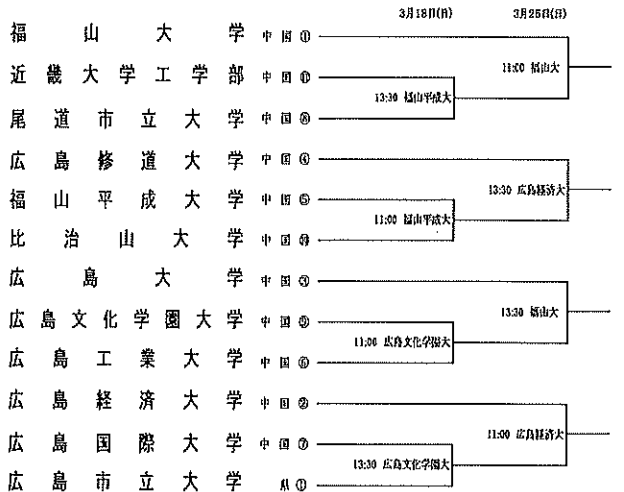 3月18日(日) 3月25日(日)
福山大学 中国①
11:00 福山大
近畿大学工学部 中国
13:30 福山平成大
尾道市立大学 中国⑧
広島修道大学 中国④
13:30 広島経済大
福山平成大学 中国⑤
11:00 福山平成大
比治山大学 中国
広島大学 中国
13:30 福山大
広島文化学園大学 中国
11:00 広島文化学園大
広島工業大学 中国⑥
広島経済大学 中国②
11:00 広島経済大
広島国際大学 中国⑦
13:30 広島文化学園大
広島市立大学 県①